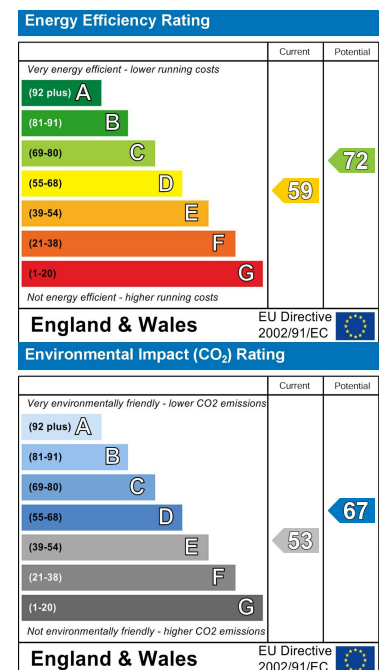 Energy Efficiency Rating
Current Potential
Very energy efficient - lower running costs
(92 plus) A
(81-91) B
(69-80) C
72
(55-68) D
59
(39-54) E
(21-38) F
(1-20) G
Not energy efficient - higher running costs
England & Wales
EU Directive
2002/91/EC
Environmental Impact (CO₂) Rating
Current Potential
Very environmentally friendly - lower CO2 emissions
(92 plus) A
(81-91) B
(69-80) C
(55-68) D
67
(39-54) E
53
(21-38) F
(1-20) G
Not environmentally friendly - higher CO2 emissions
England & Wales
EU Directive
2002/91/EC